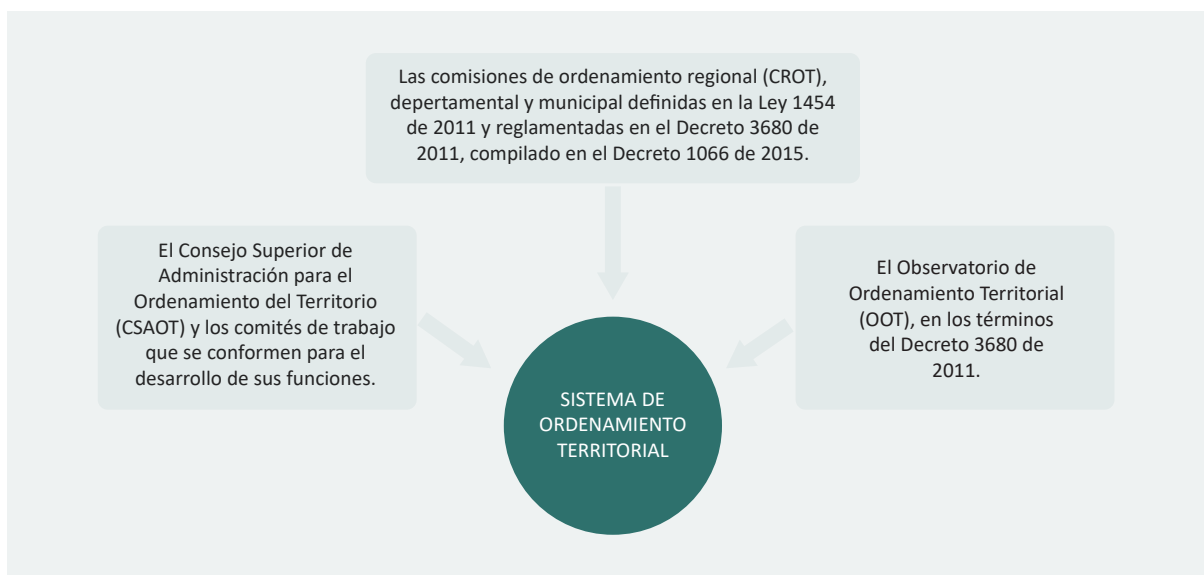 Las comisiones de ordenamiento regional (CROT),
depertamental y municipal definidas en la Ley 1454
de 2011 y reglamentadas en el Decreto 3680 de
2011, compilado en el Decreto 1066 de 2015.
El Consejo Superior de
Administración para el
Ordenamiento del Territorio
(CSAOT) y los comités de trabajo
que se conformen para el
desarrollo de sus funciones.
El Observatorio de
Ordenamiento Territorial
(OOT), en los términos
del Decreto 3680 de
2011.
SISTEMA DE
ORDENAMIENTO
TERRITORIAL